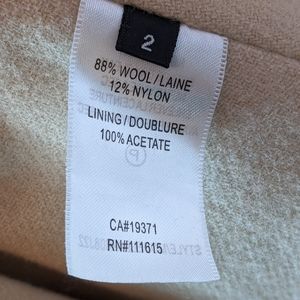 2
88% WOOL / LAINE
12% NYLON
LINING / DOUBLURE
100% ACETATE
CA#19371
RN#111615